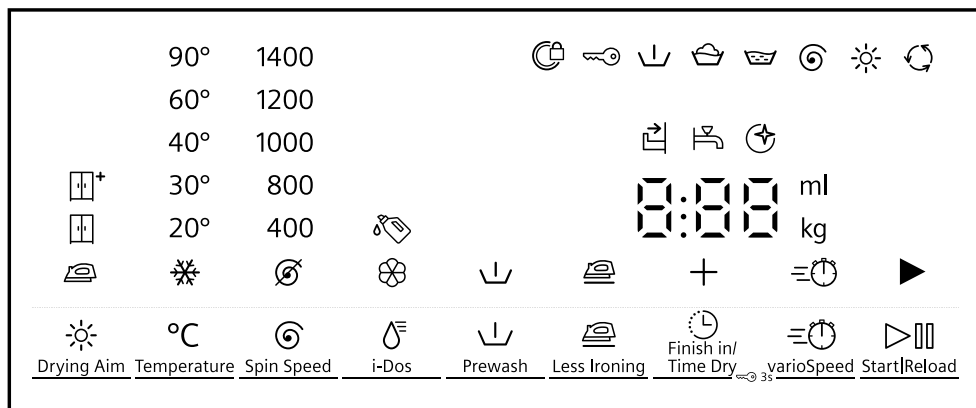 90° 1400
60° 1200
40° 1000
+ 30° 800 8:88 ml
20° 400 kg
°C
Drying Aim Temperature Spin Speed i-Dos Prewash Less Ironing Finish in/ Time Dry 3s varioSpeed Start|Reload